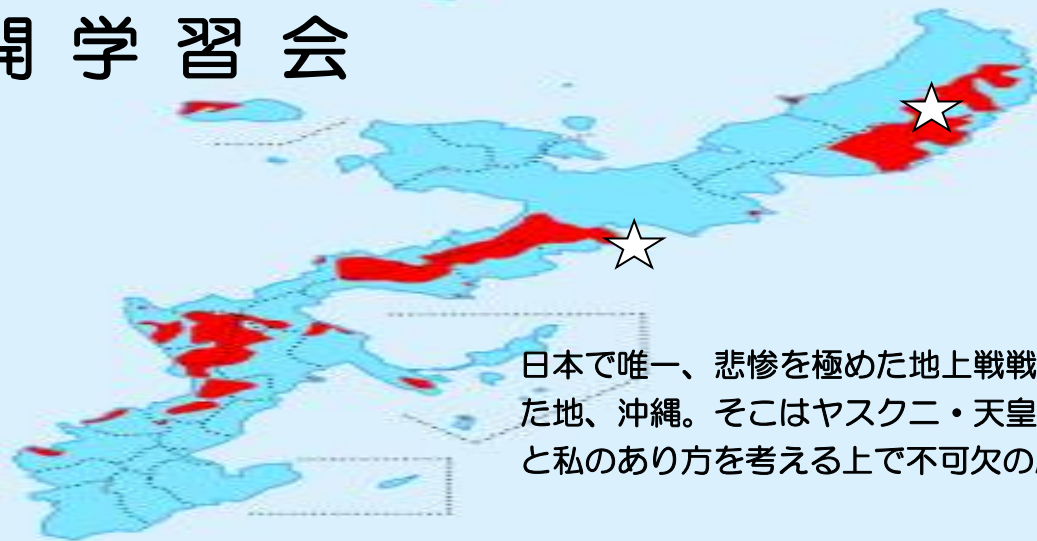 開学習会
日本で唯一、悲惨を極めた地上戦戦
た地、沖縄。そこはヤスクニ・天皇
と私のあり方を考える上で不可欠の